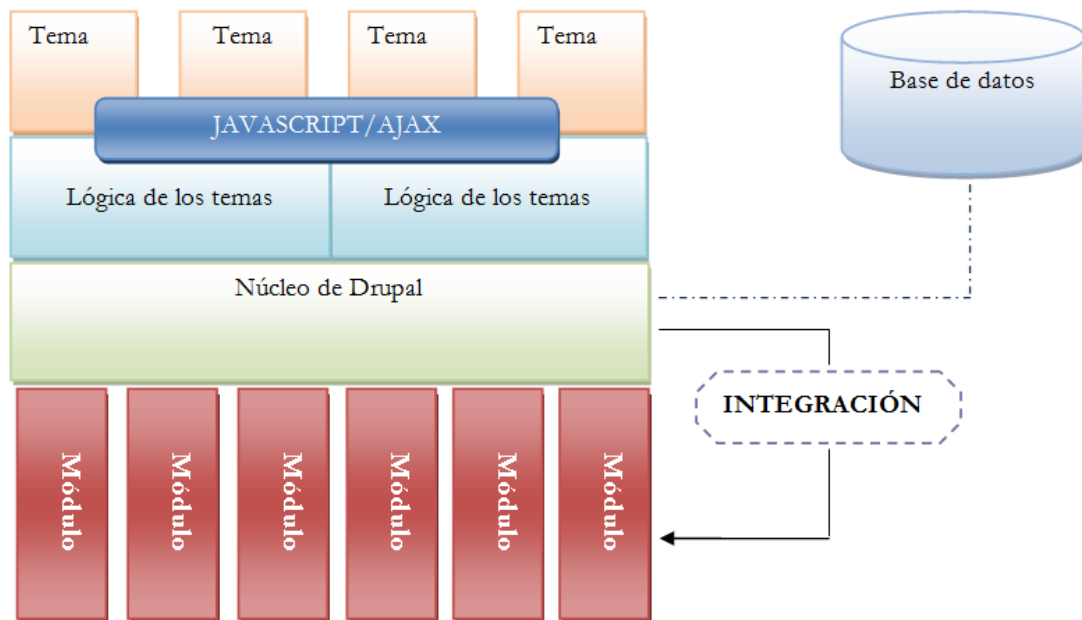 Tema
Tema
Tema
Tema
Base de datos
JAVASCRIPT/AJAX
Lógica de los temas
Lógica de los temas
Núcleo de Drupal
INTEGRACIÓN
Módulo
Módulo
Módulo
Módulo
Módulo
Módulo